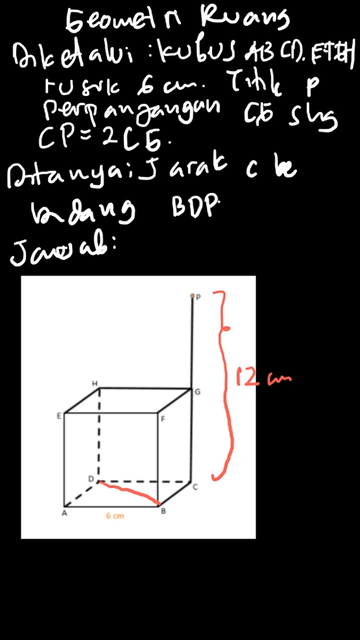 Geometri Ruang
Diketahui : Kubus ABCD.EFGH
rusuk 6 cm. Titik P
perpanjangan CG shg
CP = 2CG.
Ditanyai Jarak C ke
bidang BDP.
Jawab:
P
12 cm
H
G
E
F
D
C
A
B
6 cm